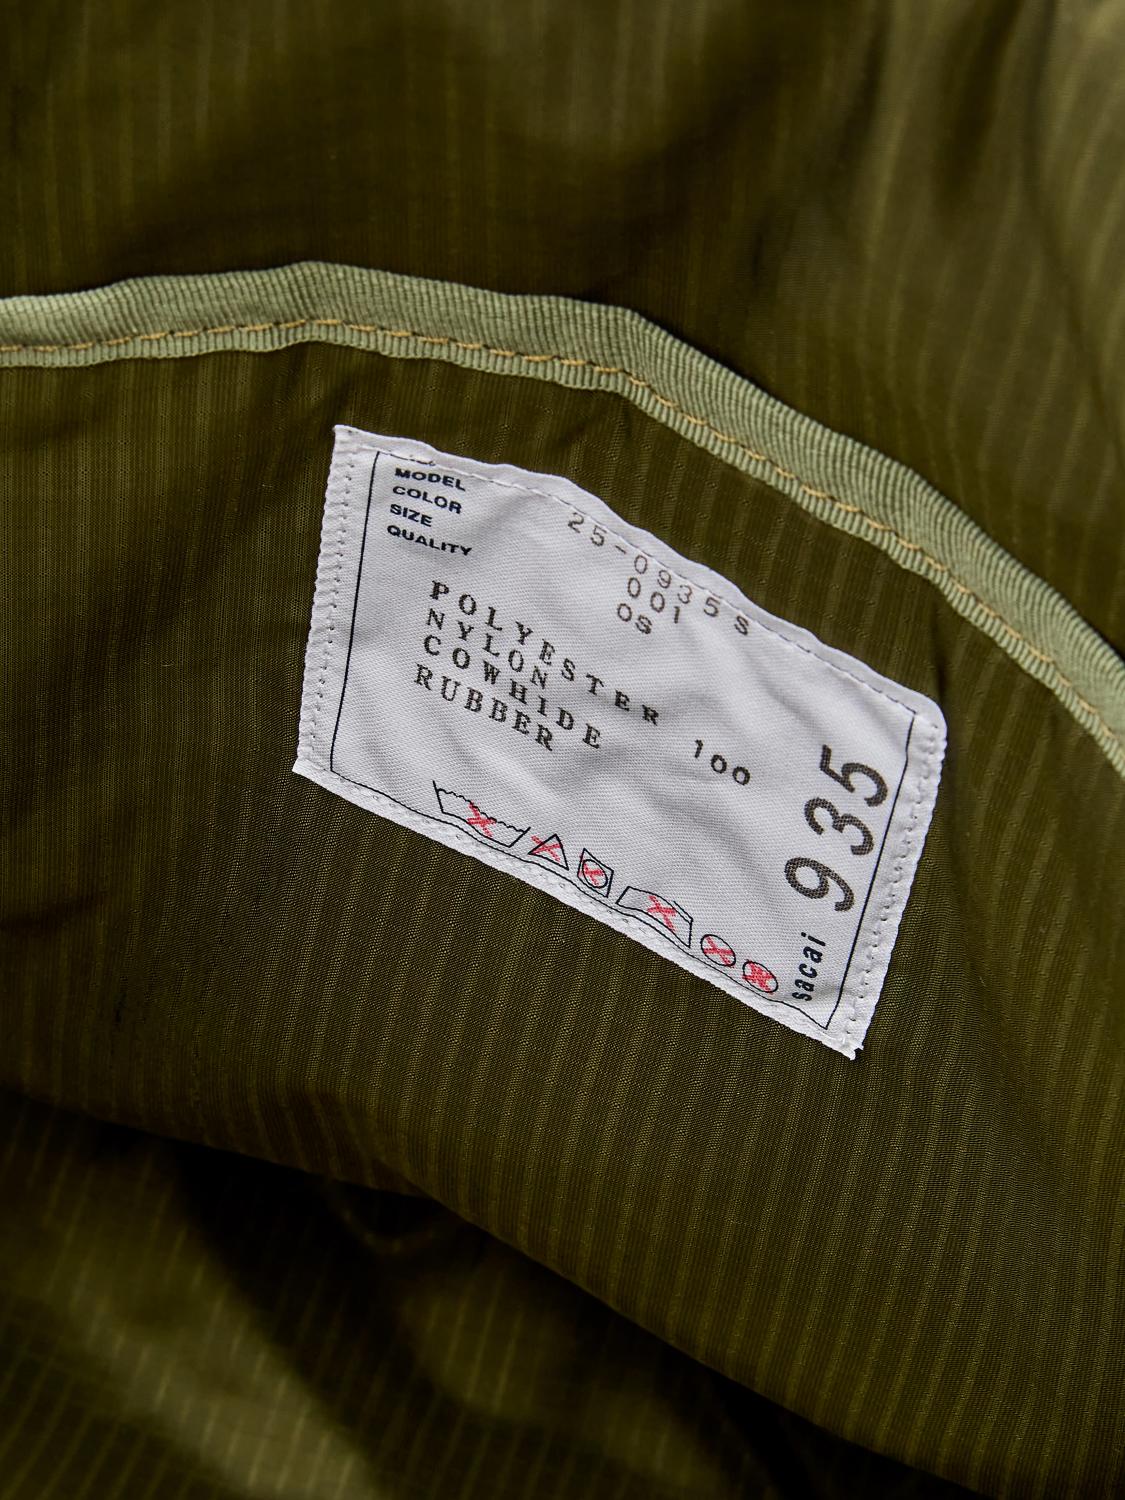 MODEL 25-0935S
COLOR 001
SIZE OS
QUALITY
POLYESTER 100
NYLON
COWHIDE
RUBBER
sacai 935